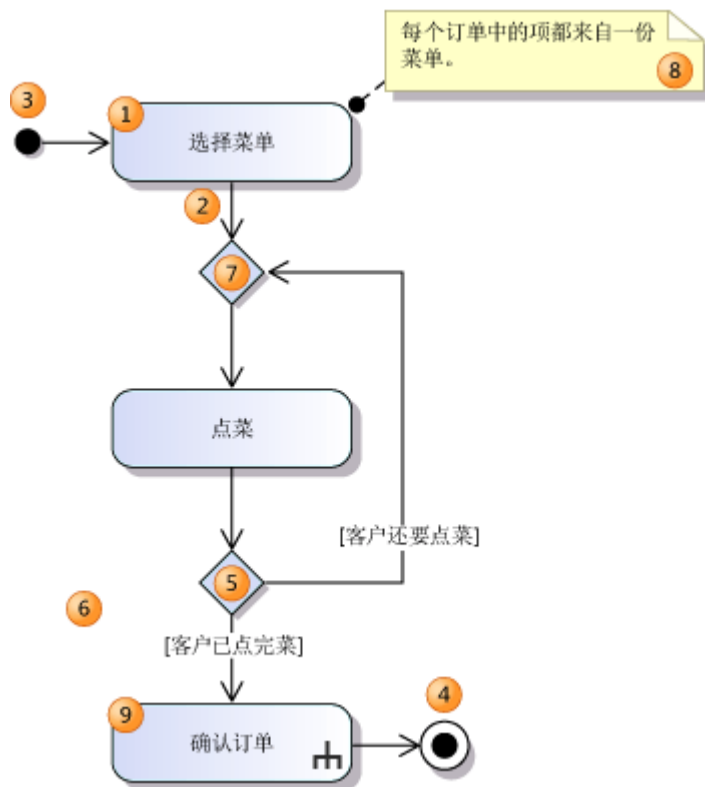 每个订单中的项都来自一份
菜单。
8
3
1
选择菜单
2
7
点菜
[客户还要点菜]
5
6
[客户已点完菜]
4
9
确认订单